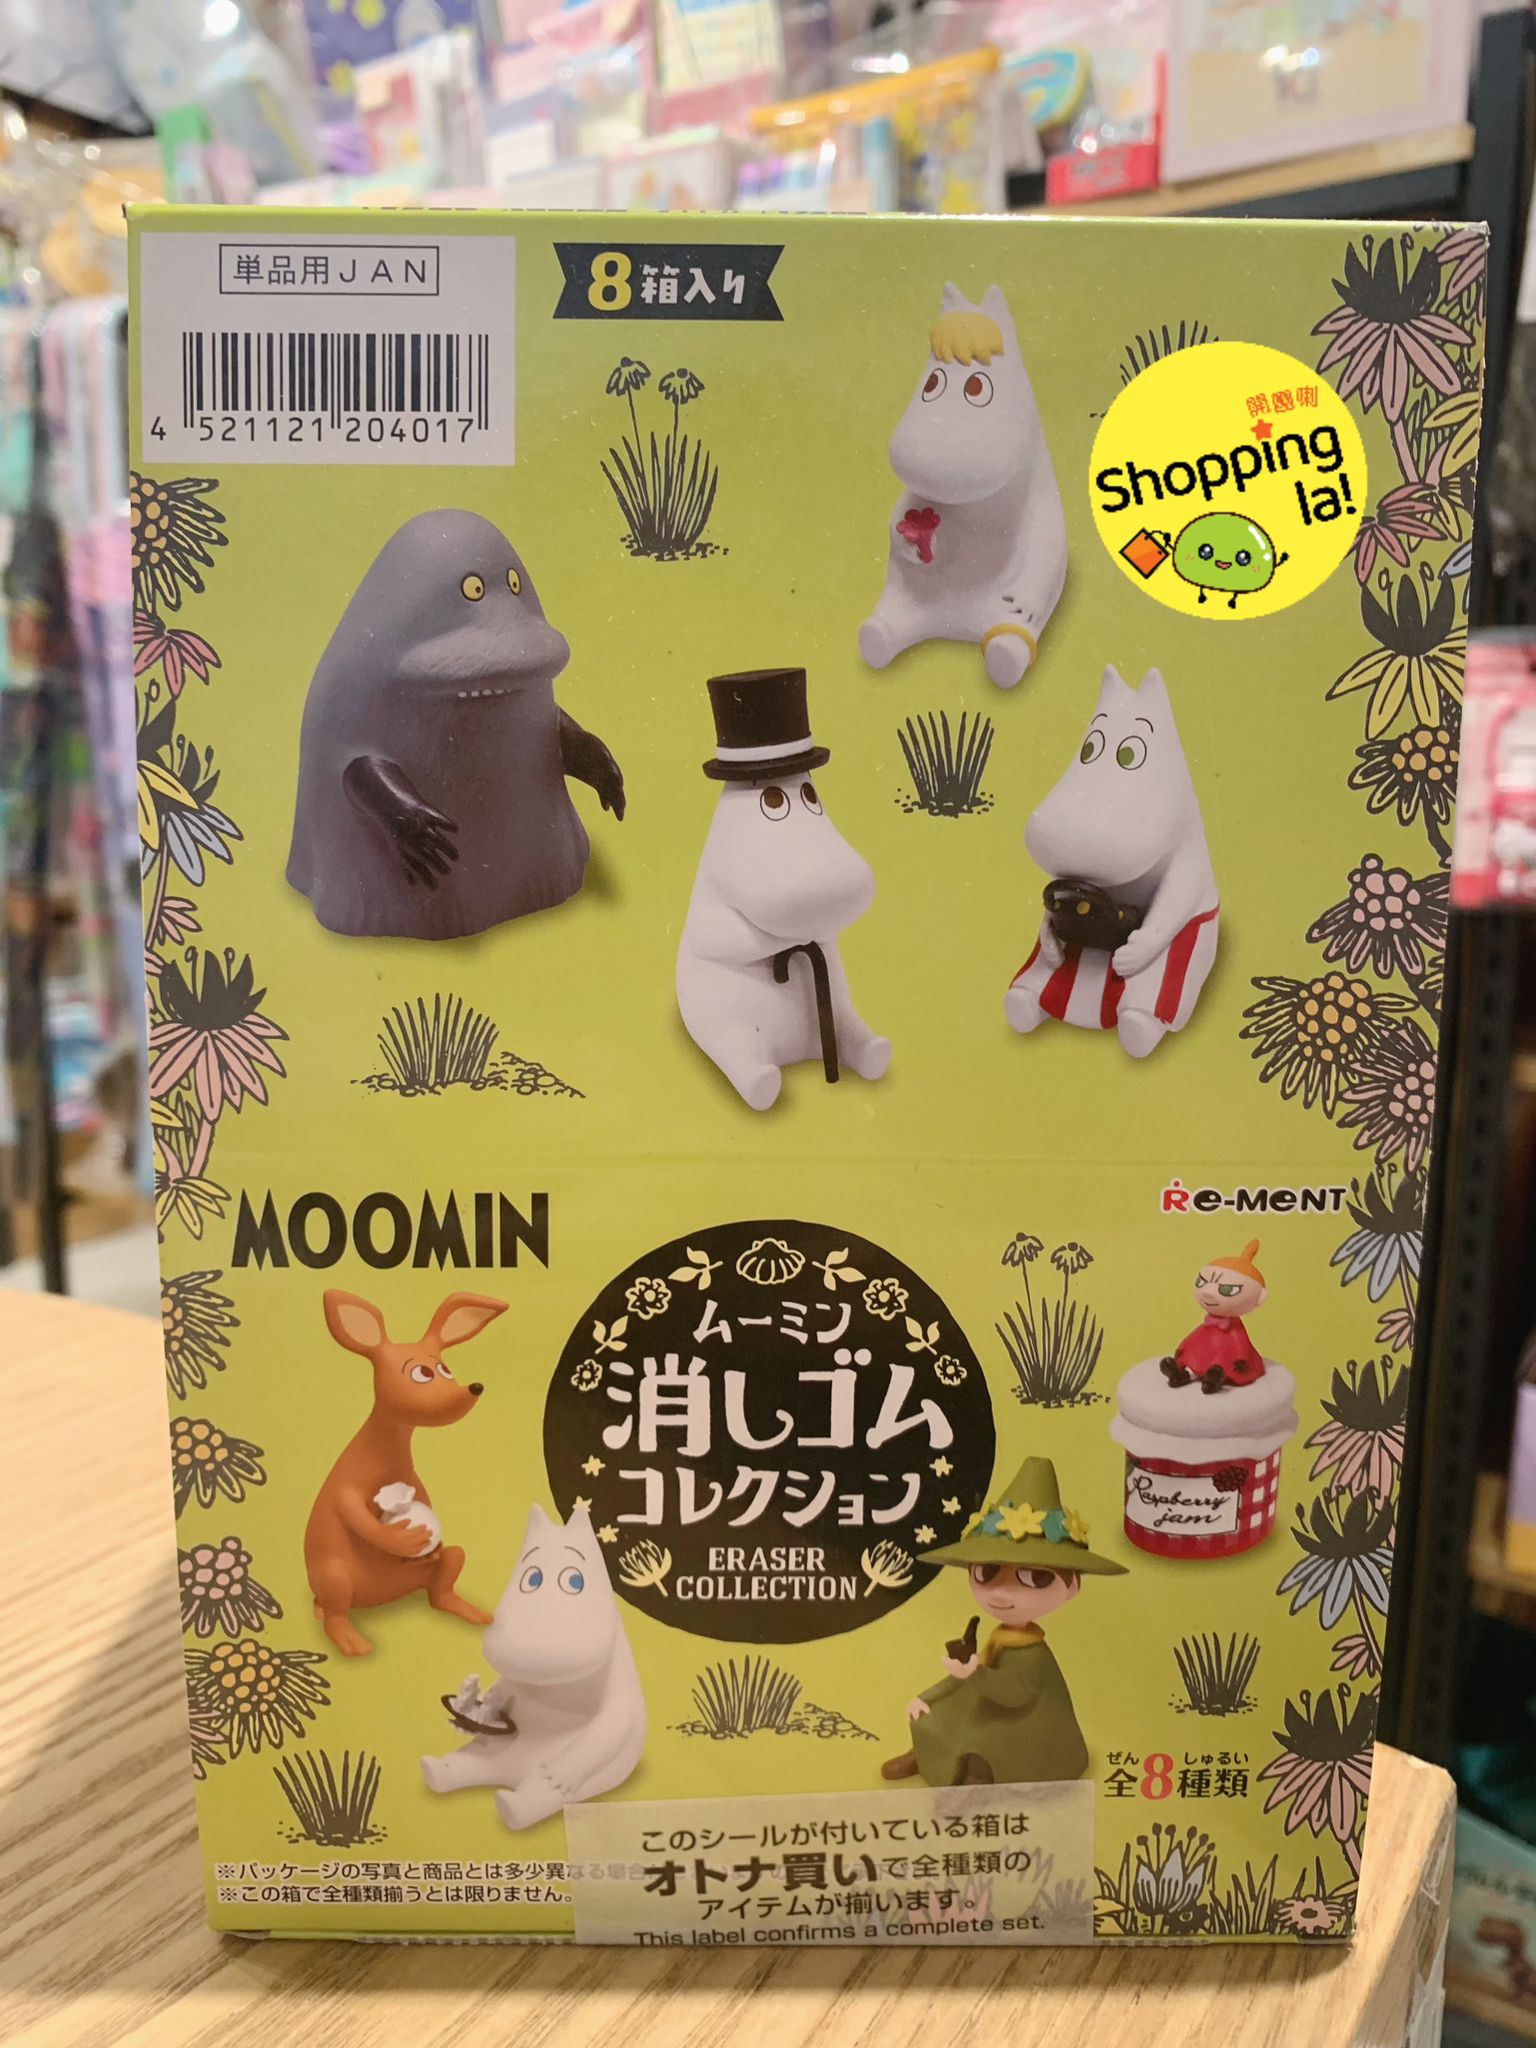 単品用JAN
4 521121 204017
8箱入り
開心喇
Shopping
la!
MOOMIN
Re-MeNT
ムーミン
消しゴム
コレクション
ERASER
COLLECTION
Raspberry
jam
ぜん しゅるい
全8種類
※パッケージの写真と商品とは多少異なる場合
※この箱で全種類揃うとは限りません。
このシールが付いている箱は
オトナ買いで全種類の
アイテムが揃います。
This label confirms a complete set.